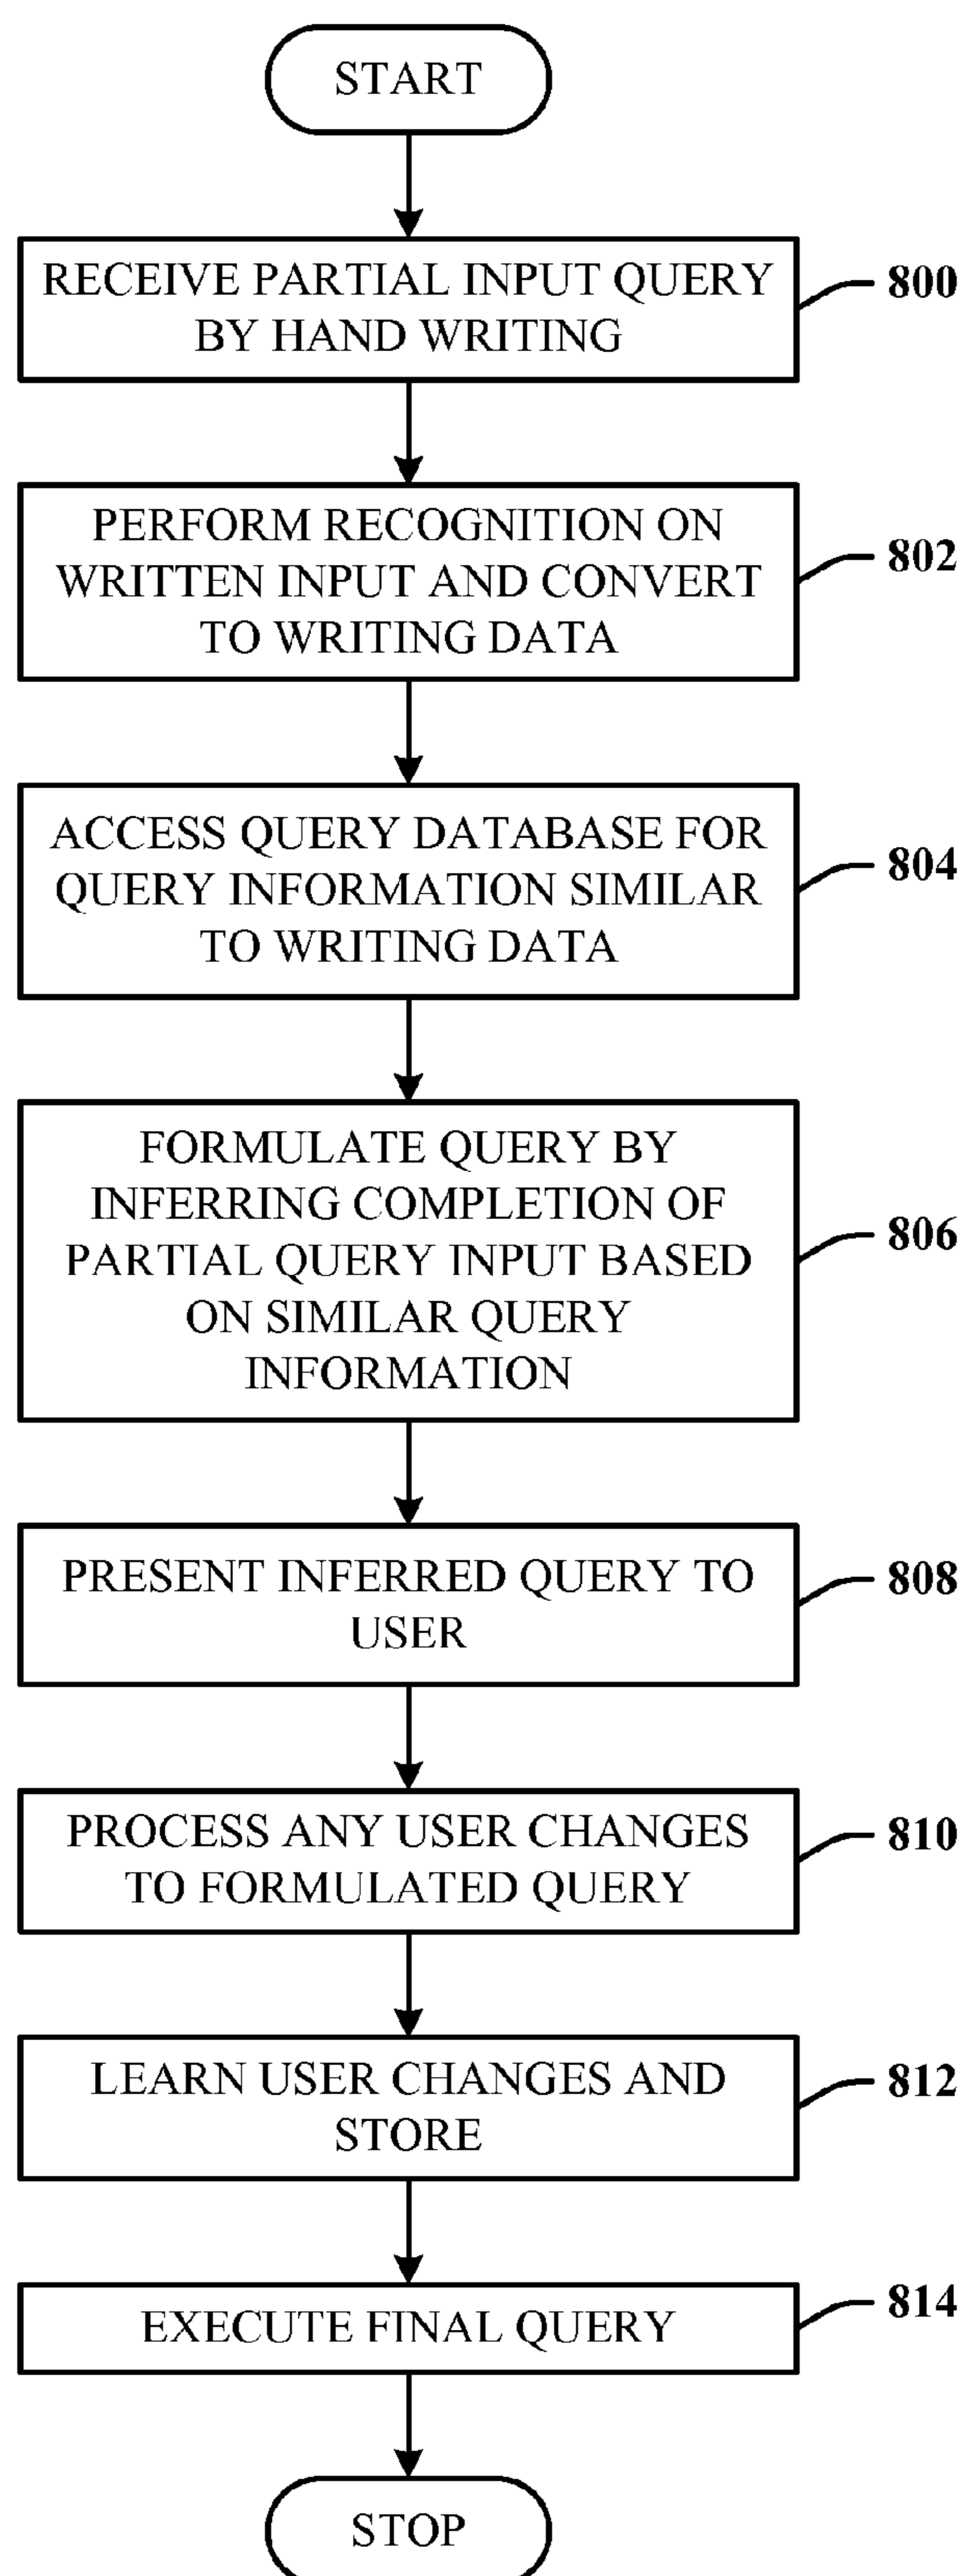 START
RECEIVE PARTIAL INPUT QUERY
BY HAND WRITING
800
PERFORM RECOGNITION ON
WRITTEN INPUT AND CONVERT
TO WRITING DATA
802
ACCESS QUERY DATABASE FOR
QUERY INFORMATION SIMILAR
TO WRITING DATA
804
FORMULATE QUERY BY
INFERRING COMPLETION OF
PARTIAL QUERY INPUT BASED
ON SIMILAR QUERY
INFORMATION
806
PRESENT INFERRED QUERY TO
USER
808
PROCESS ANY USER CHANGES
TO FORMULATED QUERY
810
LEARN USER CHANGES AND
STORE
812
EXECUTE FINAL QUERY
814
STOP